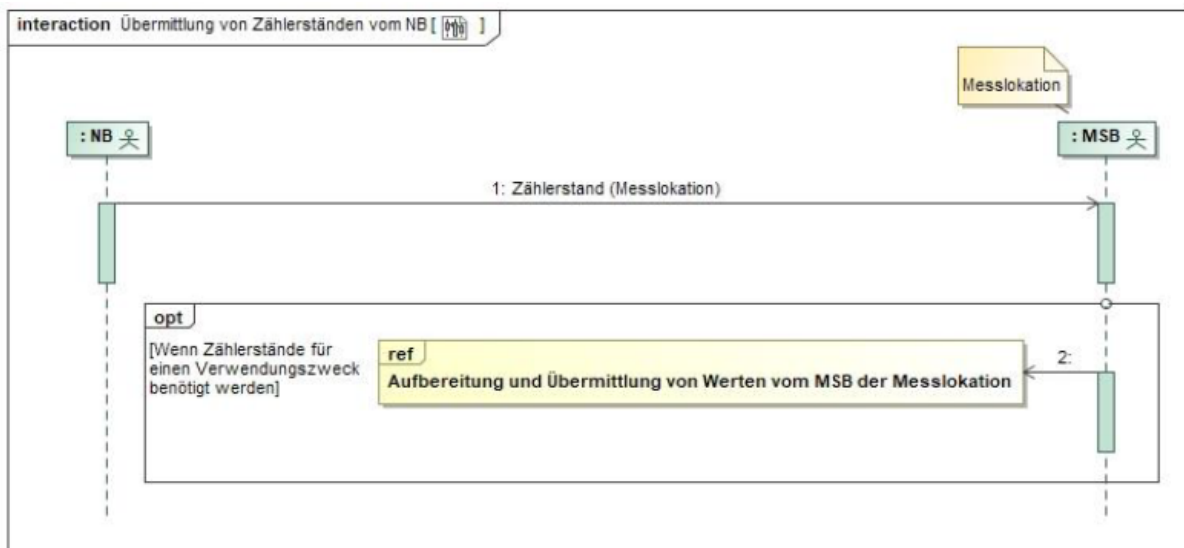 interaction Übermittlung von Zählerständen vom NB [ ]
Messlokation
: NB
: MSB
1: Zählerstand (Messlokation)
opt
[Wenn Zählerstände für
einen Verwendungszweck
benötigt werden]
ref
Aufbereitung und Übermittlung von Werten vom MSB der Messlokation
2: